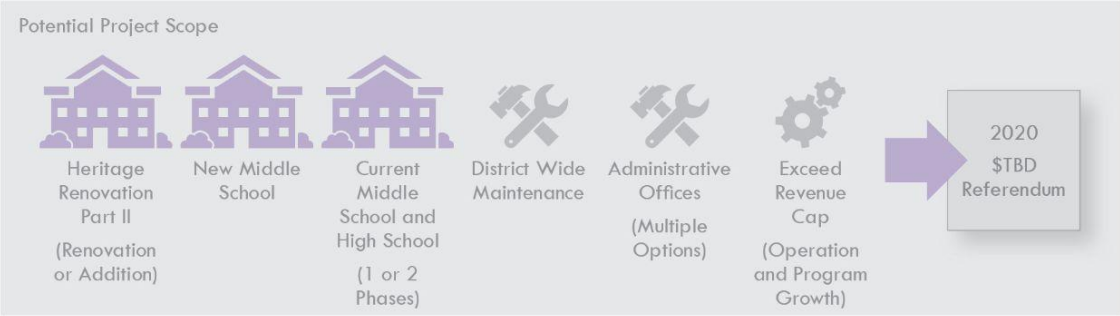 Potential Project Scope
Heritage
Renovation
Part II
(Renovation
or Addition)
New Middle
School
Current
Middle
School and
High School
(1 or 2
Phases)
District Wide
Maintenance
Administrative
Offices
(Multiple
Options)
Exceed
Revenue
Cap
(Operation
and Program
Growth)
2020
$TBD
Referendum